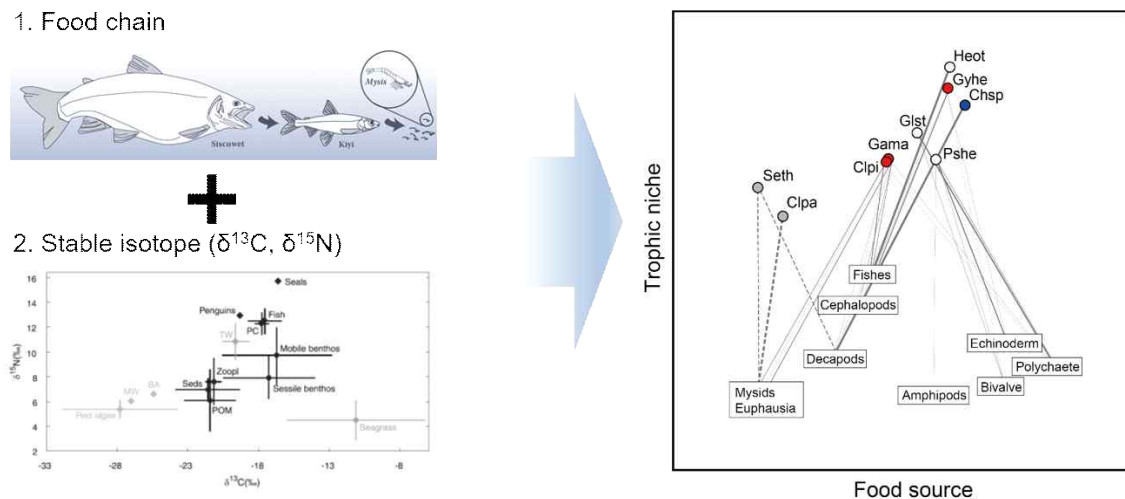 1. Food chain
Mysis
Siscowet
Kiyi
2. Stable isotope (δ¹³C, δ¹⁵N)
16
14
12
10
8
6
4
2
δ¹⁵N(‰)
Seals
Penguins
Fish
PC
TW
Mobile benthos
Zoopl
Seds
Sessile benthos
BA
MW
POM
Red algae
Seagrass
-33
-28
-23
-18
-13
-8
δ¹³C(‰)
Trophic niche
Heot
Gyhe
Chsp
Glst
Gama
Pshe
Clpi
Seth
Clpa
Fishes
Cephalopods
Decapods
Echinoderm
Polychaete
Mysids
Euphausia
Amphipods
Bivalve
Food source